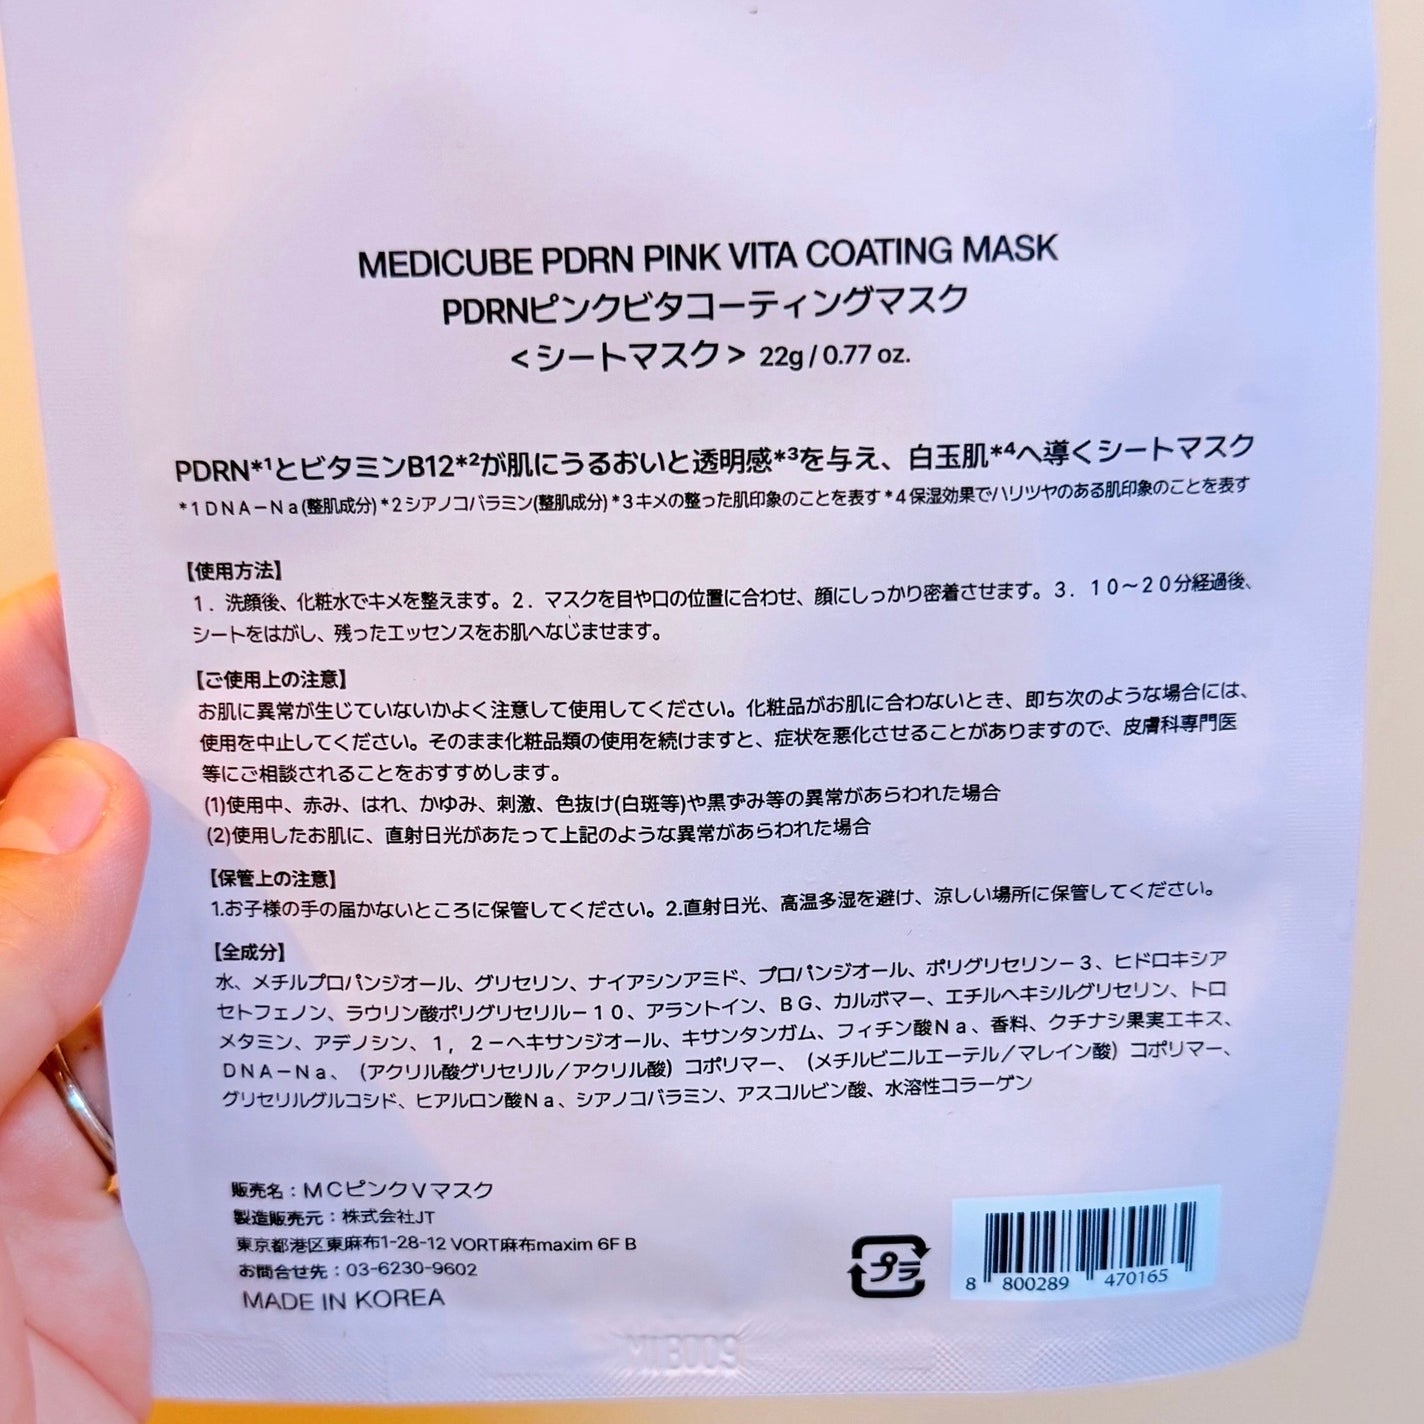 MEDICUBE PDRN PINK VITA COATING MASK
PDRNピンクビタコーティングマスク
<シートマスク> 22g / 0.77 oz.
PDRN*¹とビタミンB12*²が肌にうるおいと透明感*³を与え、白玉肌*⁴へ導くシートマスク
*1DNA－Na(整肌成分)*2シアノコバラミン(整肌成分)*3キメの整った肌印象のことを表す*4保湿効果でハリツヤのある肌印象のことを表す
【使用方法】
1．洗顔後、化粧水でキメを整えます。2．マスクを目や口の位置に合わせ、顔にしっかり密着させます。3．10～20分経過後、
シートをはがし、残ったエッセンスをお肌へなじませます。
【ご使用上の注意】
お肌に異常が生じていないかよく注意して使用してください。化粧品がお肌に合わないとき、即ち次のような場合には、
使用を中止してください。そのまま化粧品類の使用を続けますと、症状を悪化させることがありますので、皮膚科専門医
等にご相談されることをおすすめします。
(1)使用中、赤み、はれ、かゆみ、刺激、色抜け(白斑等)や黒ずみ等の異常があらわれた場合
(2)使用したお肌に、直射日光があたって上記のような異常があらわれた場合
【保管上の注意】
1.お子様の手の届かないところに保管してください。2.直射日光、高温多湿を避け、涼しい場所に保管してください。
【全成分】
水、メチルプロパンジオール、グリセリン、ナイアシンアミド、プロパンジオール、ポリグリセリン－3、ヒドロキシア
セトフェノン、ラウリン酸ポリグリセリル－10、アラントイン、BG、カルボマー、エチルヘキシルグリセリン、トロ
メタミン、アデノシン、1，2－ヘキサンジオール、キサンタンガム、フィチン酸Na、香料、クチナシ果実エキス、
DNA－Na、（アクリル酸グリセリル／アクリル酸）コポリマー、（メチルビニルエーテル／マレイン酸）コポリマー、
グリセリルグルコシド、ヒアルロン酸Na、シアノコバラミン、アスコルビン酸、水溶性コラーゲン
販売名：MCピンクVマスク
製造販売元：株式会社JT
東京都港区東麻布1-28-12 VORT麻布maxim 6F B
お問合せ先：03-6230-9602
MADE IN KOREA
プラ
8 800289 470165